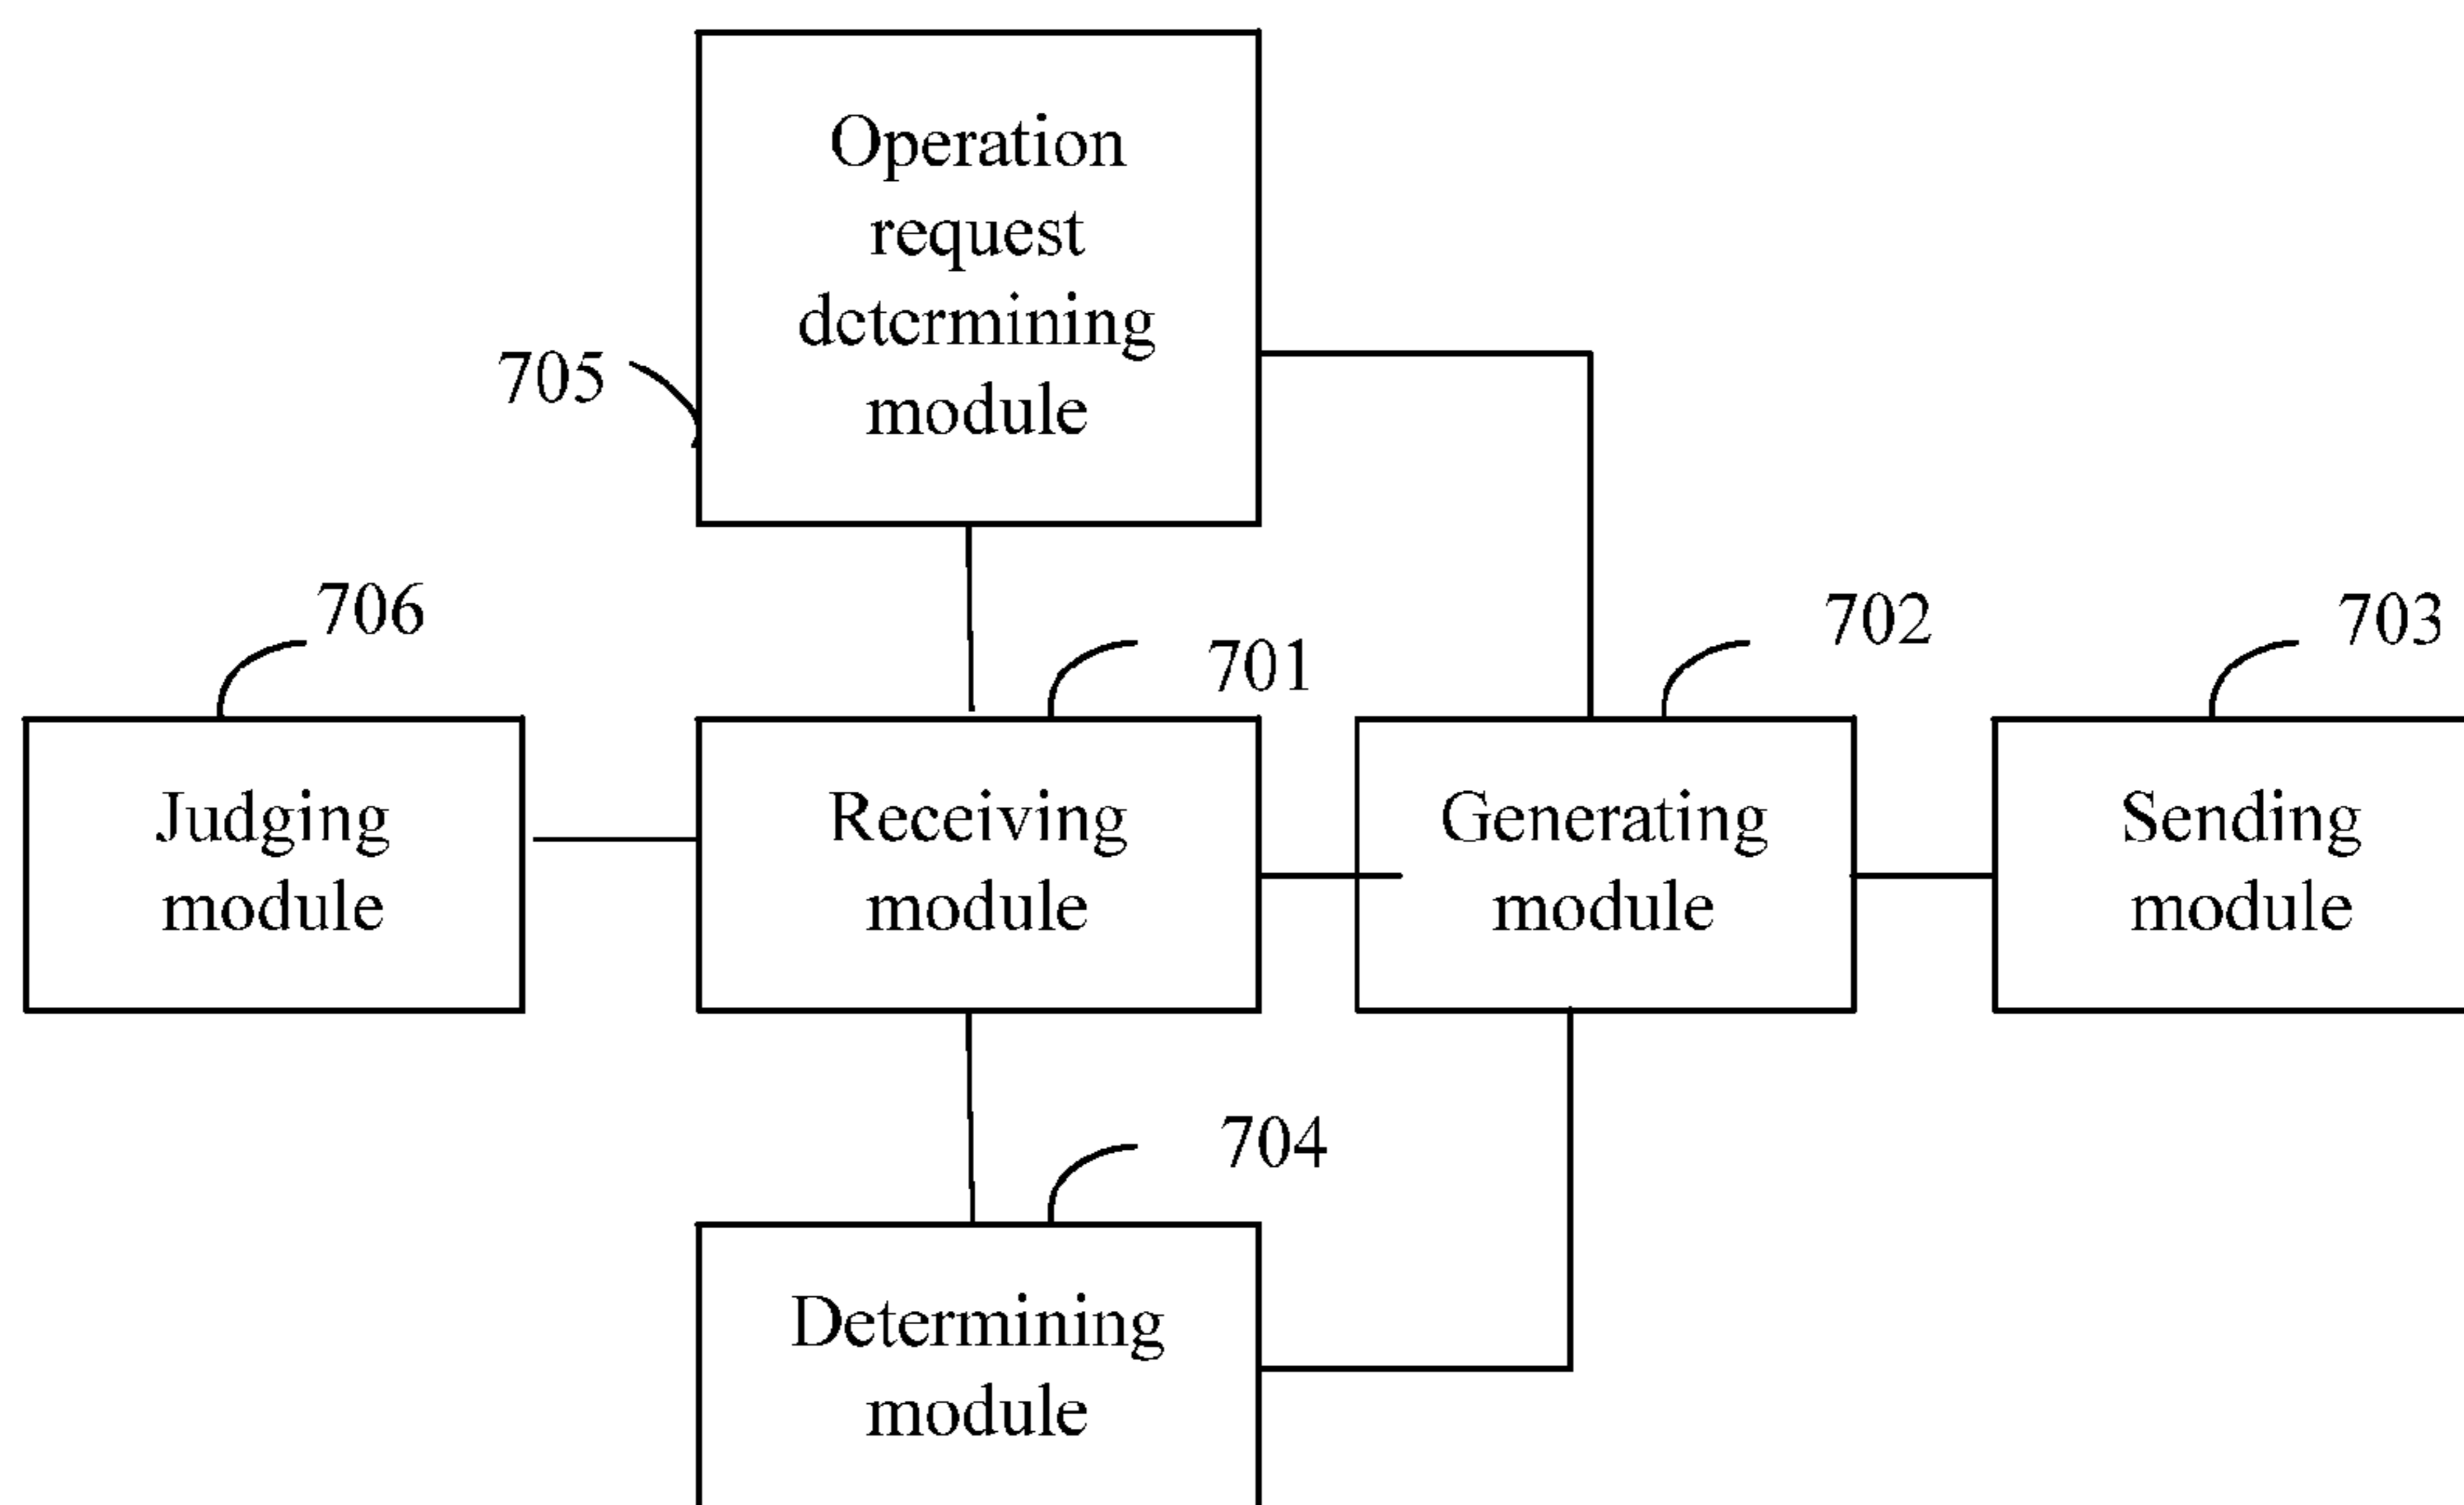 Operation
request
determining
module
705
706
701
702
703
Judging
module
Receiving
module
Generating
module
Sending
module
704
Determining
module